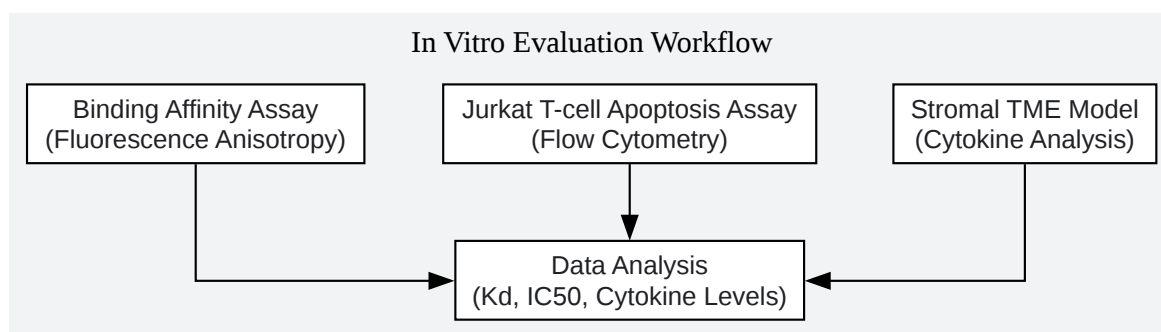 In Vitro Evaluation Workflow
Binding Affinity Assay
(Fluorescence Anisotropy)
Jurkat T-cell Apoptosis Assay
(Flow Cytometry)
Stromal TME Model
(Cytokine Analysis)
Data Analysis
(Kd, IC50, Cytokine Levels)